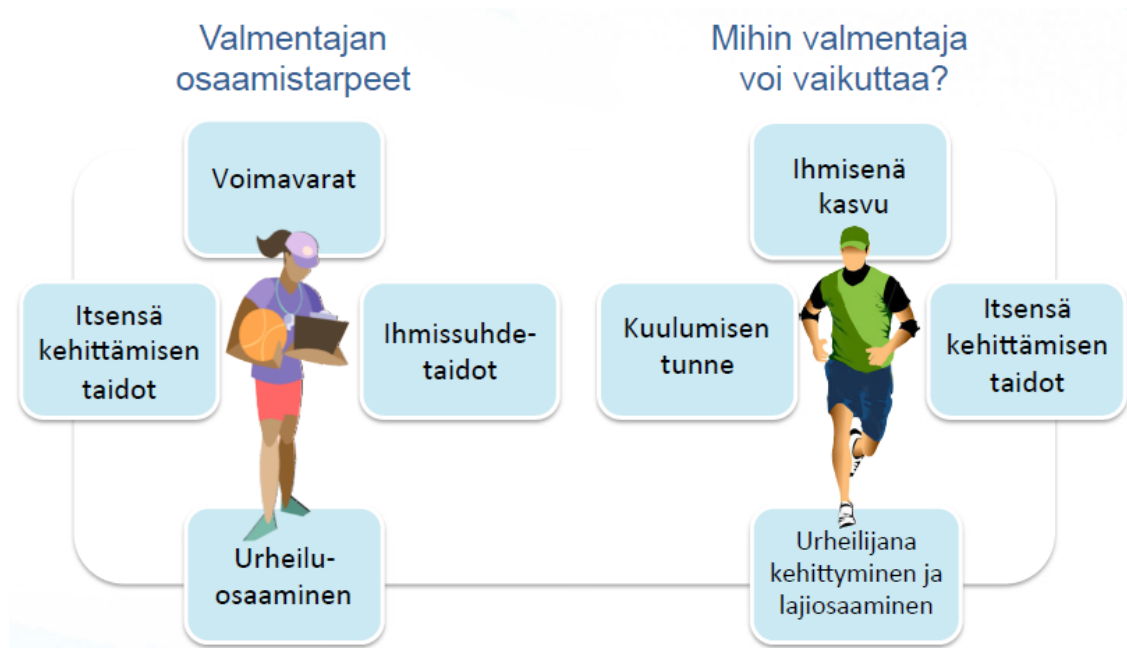 Valmentajan
osaamistarpeet
Voimavarat
Itsensä
kehittämisen
taidot
Ihmissuhde-
taidot
Urheilu-
osaaminen
Mihin valmentaja
voi vaikuttaa?
Ihmisenä
kasvu
Kuulumisen
tunne
Itsensä
kehittämisen
taidot
Urheilijana
kehittyminen ja
lajiosaaminen